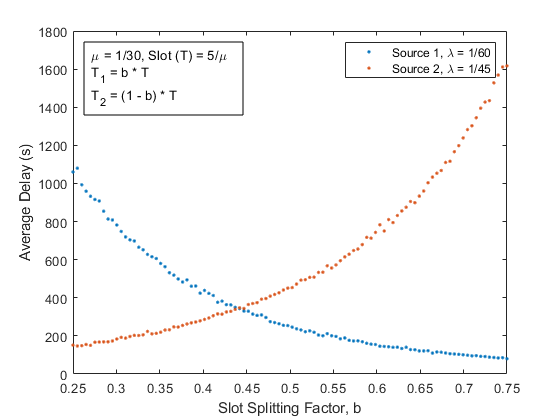 μ = 1/30, Slot (T) = 5/μ
T1 = b * T
T2 = (1 - b) * T
Source 1, λ = 1/60
Source 2, λ = 1/45
Average Delay (s)
1800
1600
1400
1200
1000
800
600
400
200
0
0.25 0.3 0.35 0.4 0.45 0.5 0.55 0.6 0.65 0.7 0.75
Slot Splitting Factor, b